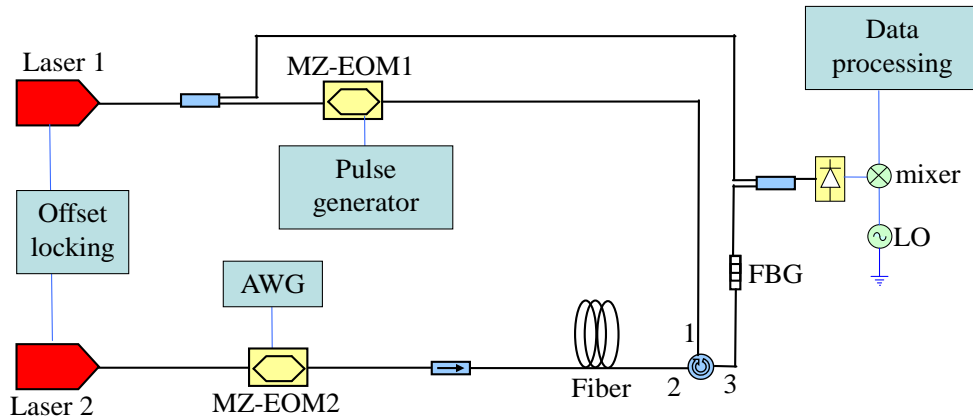 Laser 1
MZ-EOM1
Data
processing
Pulse
generator
mixer
Offset
locking
LO
AWG
FBG
1
Fiber
2
3
Laser 2
MZ-EOM2